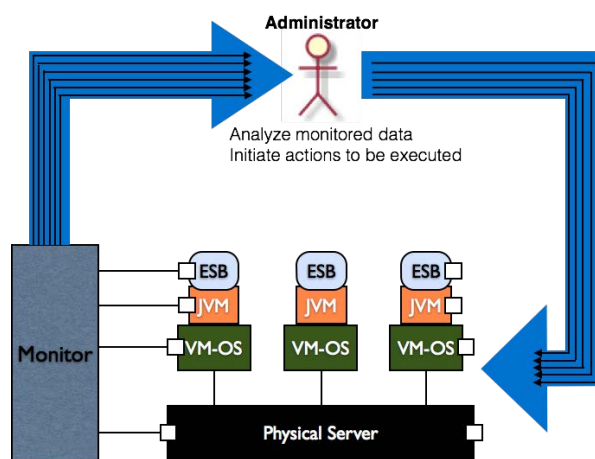 Administrator
Analyze monitored data
Initiate actions to be executed
ESB ESB ESB
JVM JVM JVM
Monitor VM-OS VM-OS VM-OS
Physical Server